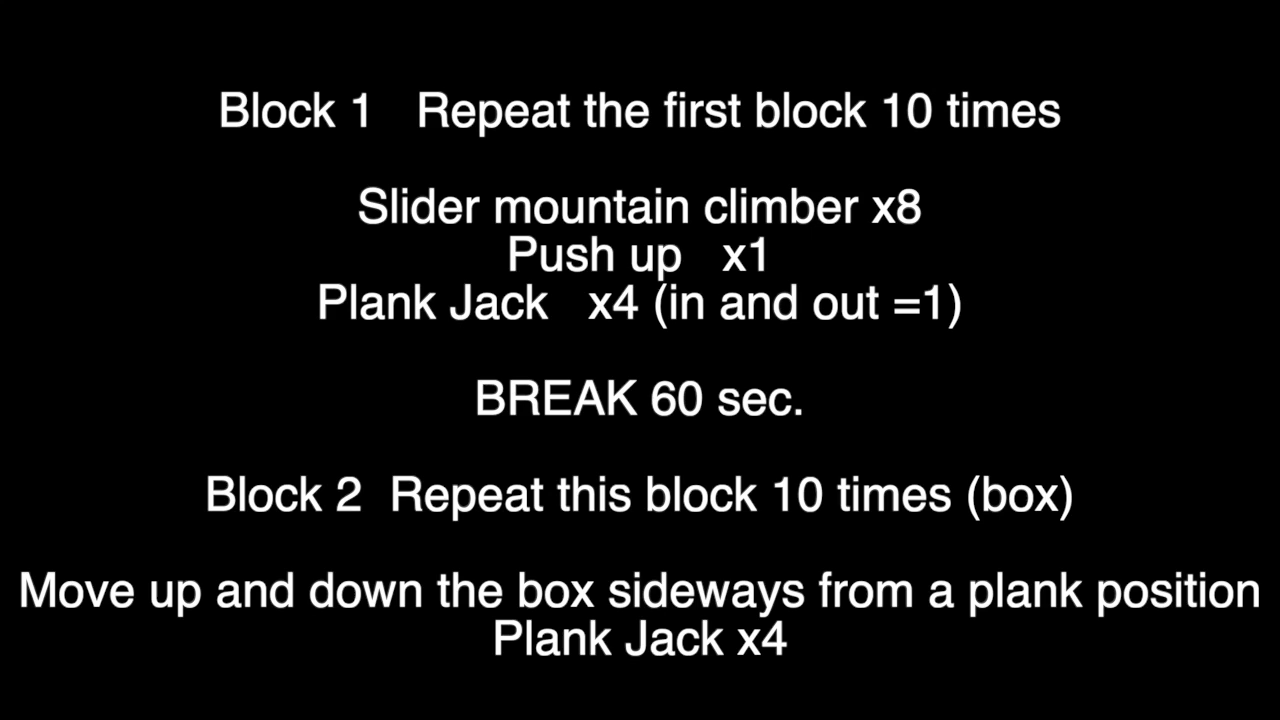 Block 1   Repeat the first block 10 times
Slider mountain climber x8
Push up   x1
Plank Jack   x4 (in and out =1)
BREAK 60 sec.
Block 2  Repeat this block 10 times (box)
Move up and down the box sideways from a plank position
Plank Jack x4